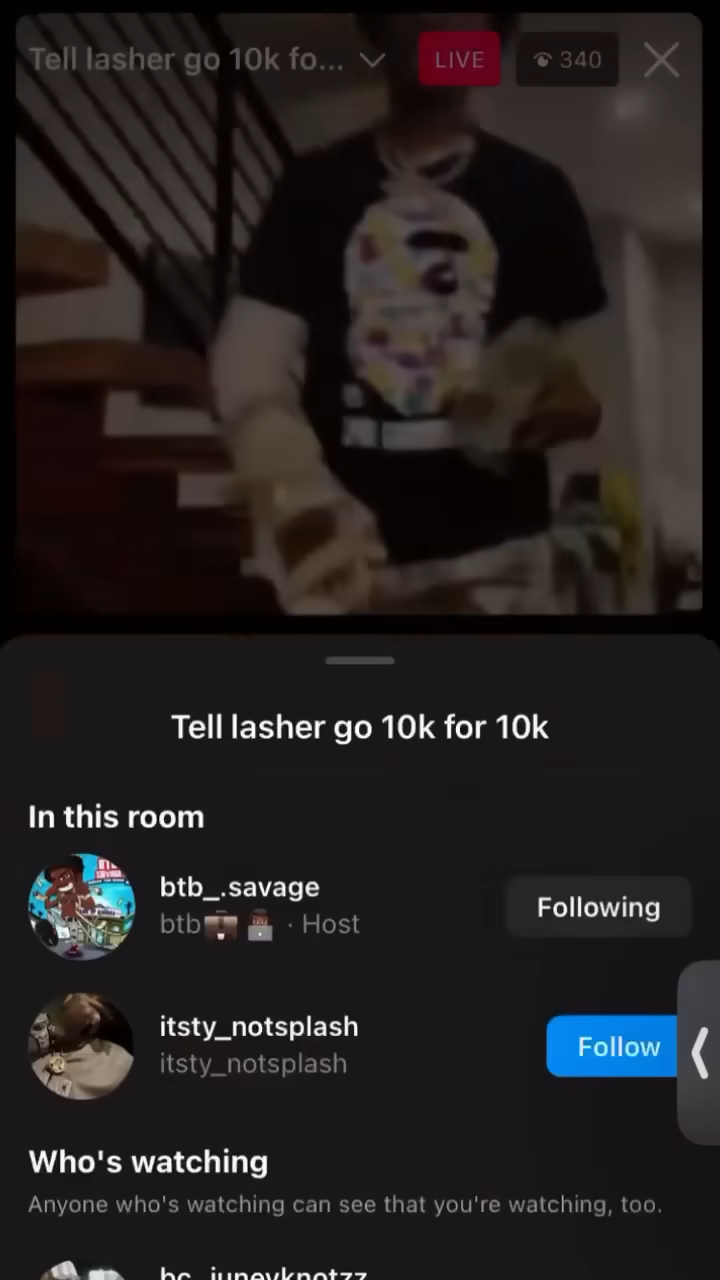 Tell lasher go 10k fo...
LIVE
340
Tell lasher go 10k for 10k
In this room
btb_.savage
btb💼👨🏾‍💻 · Host
Following
itsty_notsplash
itsty_notsplash
Follow
Who's watching
Anyone who's watching can see that you're watching, too.
bc_juneyknotzz